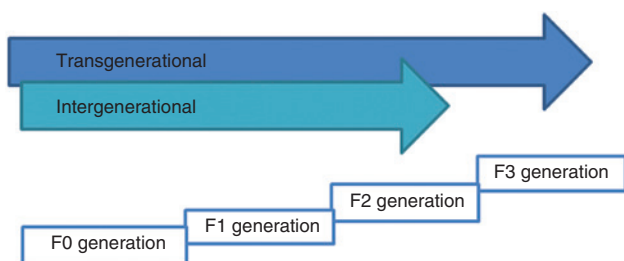 Transgenerational
Intergenerational
F3 generation
F2 generation
F1 generation
F0 generation